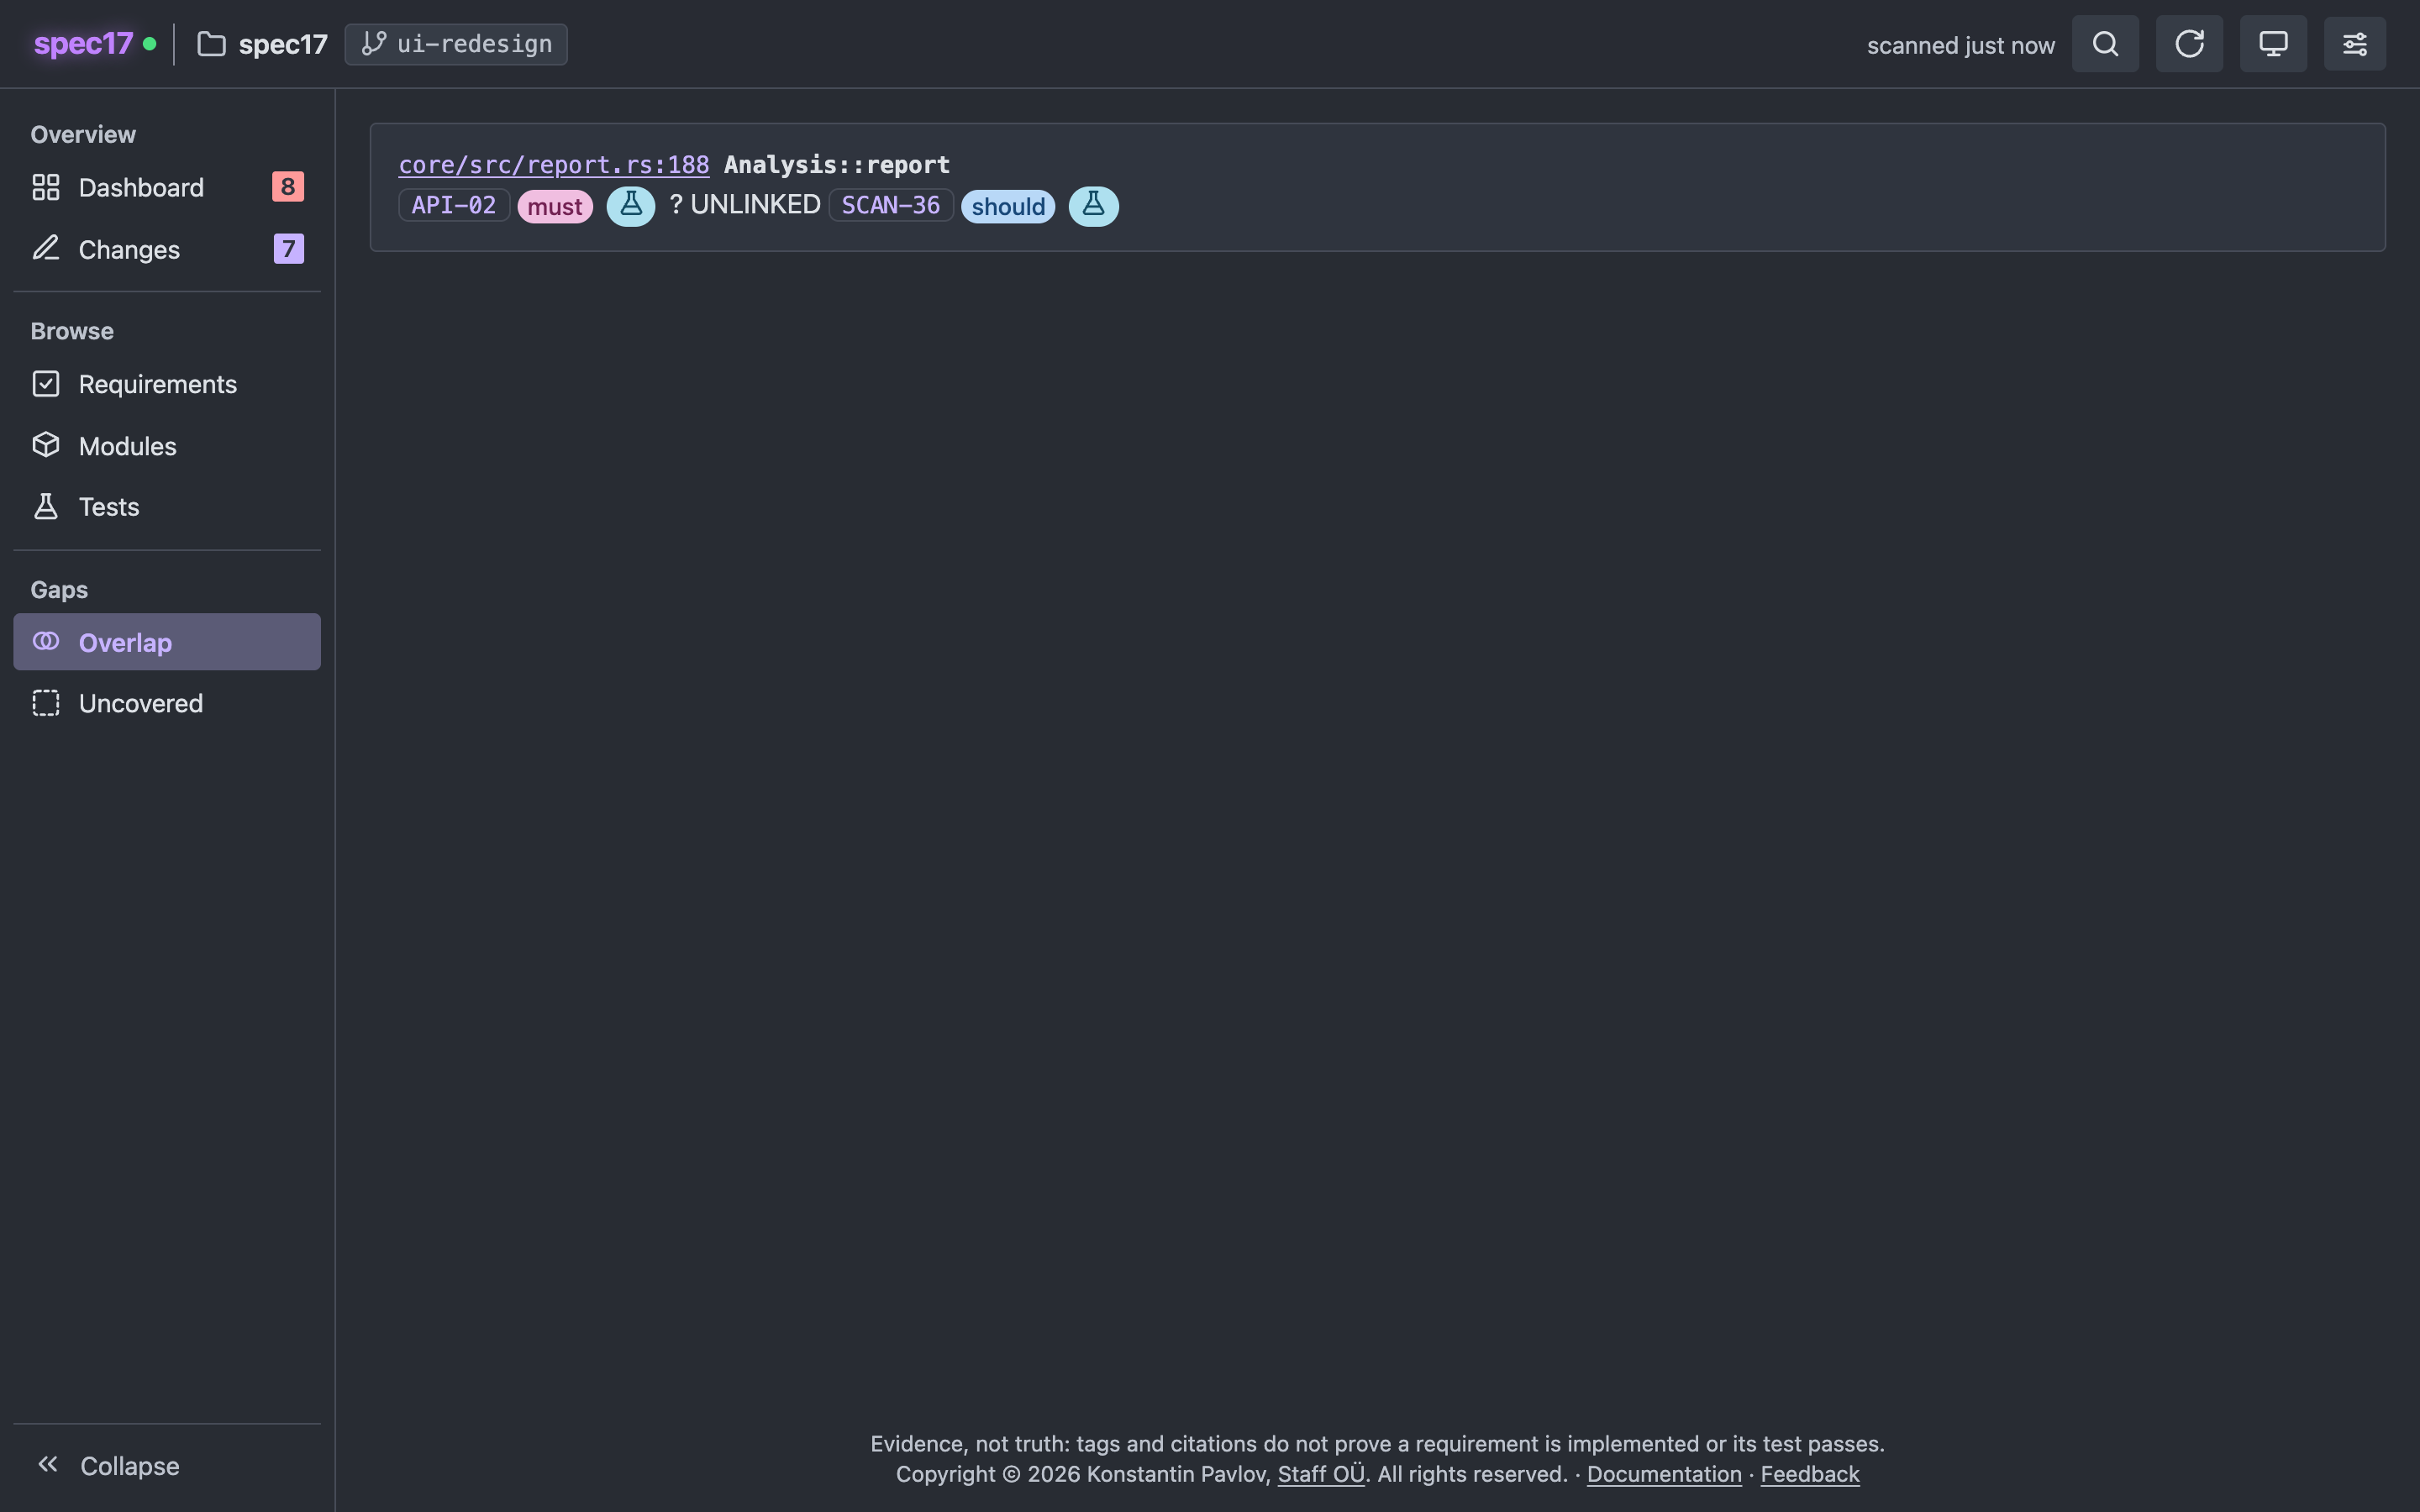 spec17 spec17 ui-redesign scanned just now
Overview
Dashboard 8
Changes 7
Browse
Requirements
Modules
Tests
Gaps
Overlap
Uncovered
Collapse
core/src/report.rs:188 Analysis::report
API-02 must ? UNLINKED SCAN-36 should
Evidence, not truth: tags and citations do not prove a requirement is implemented or its test passes.
Copyright © 2026 Konstantin Pavlov, Staff OÜ. All rights reserved. · Documentation · Feedback